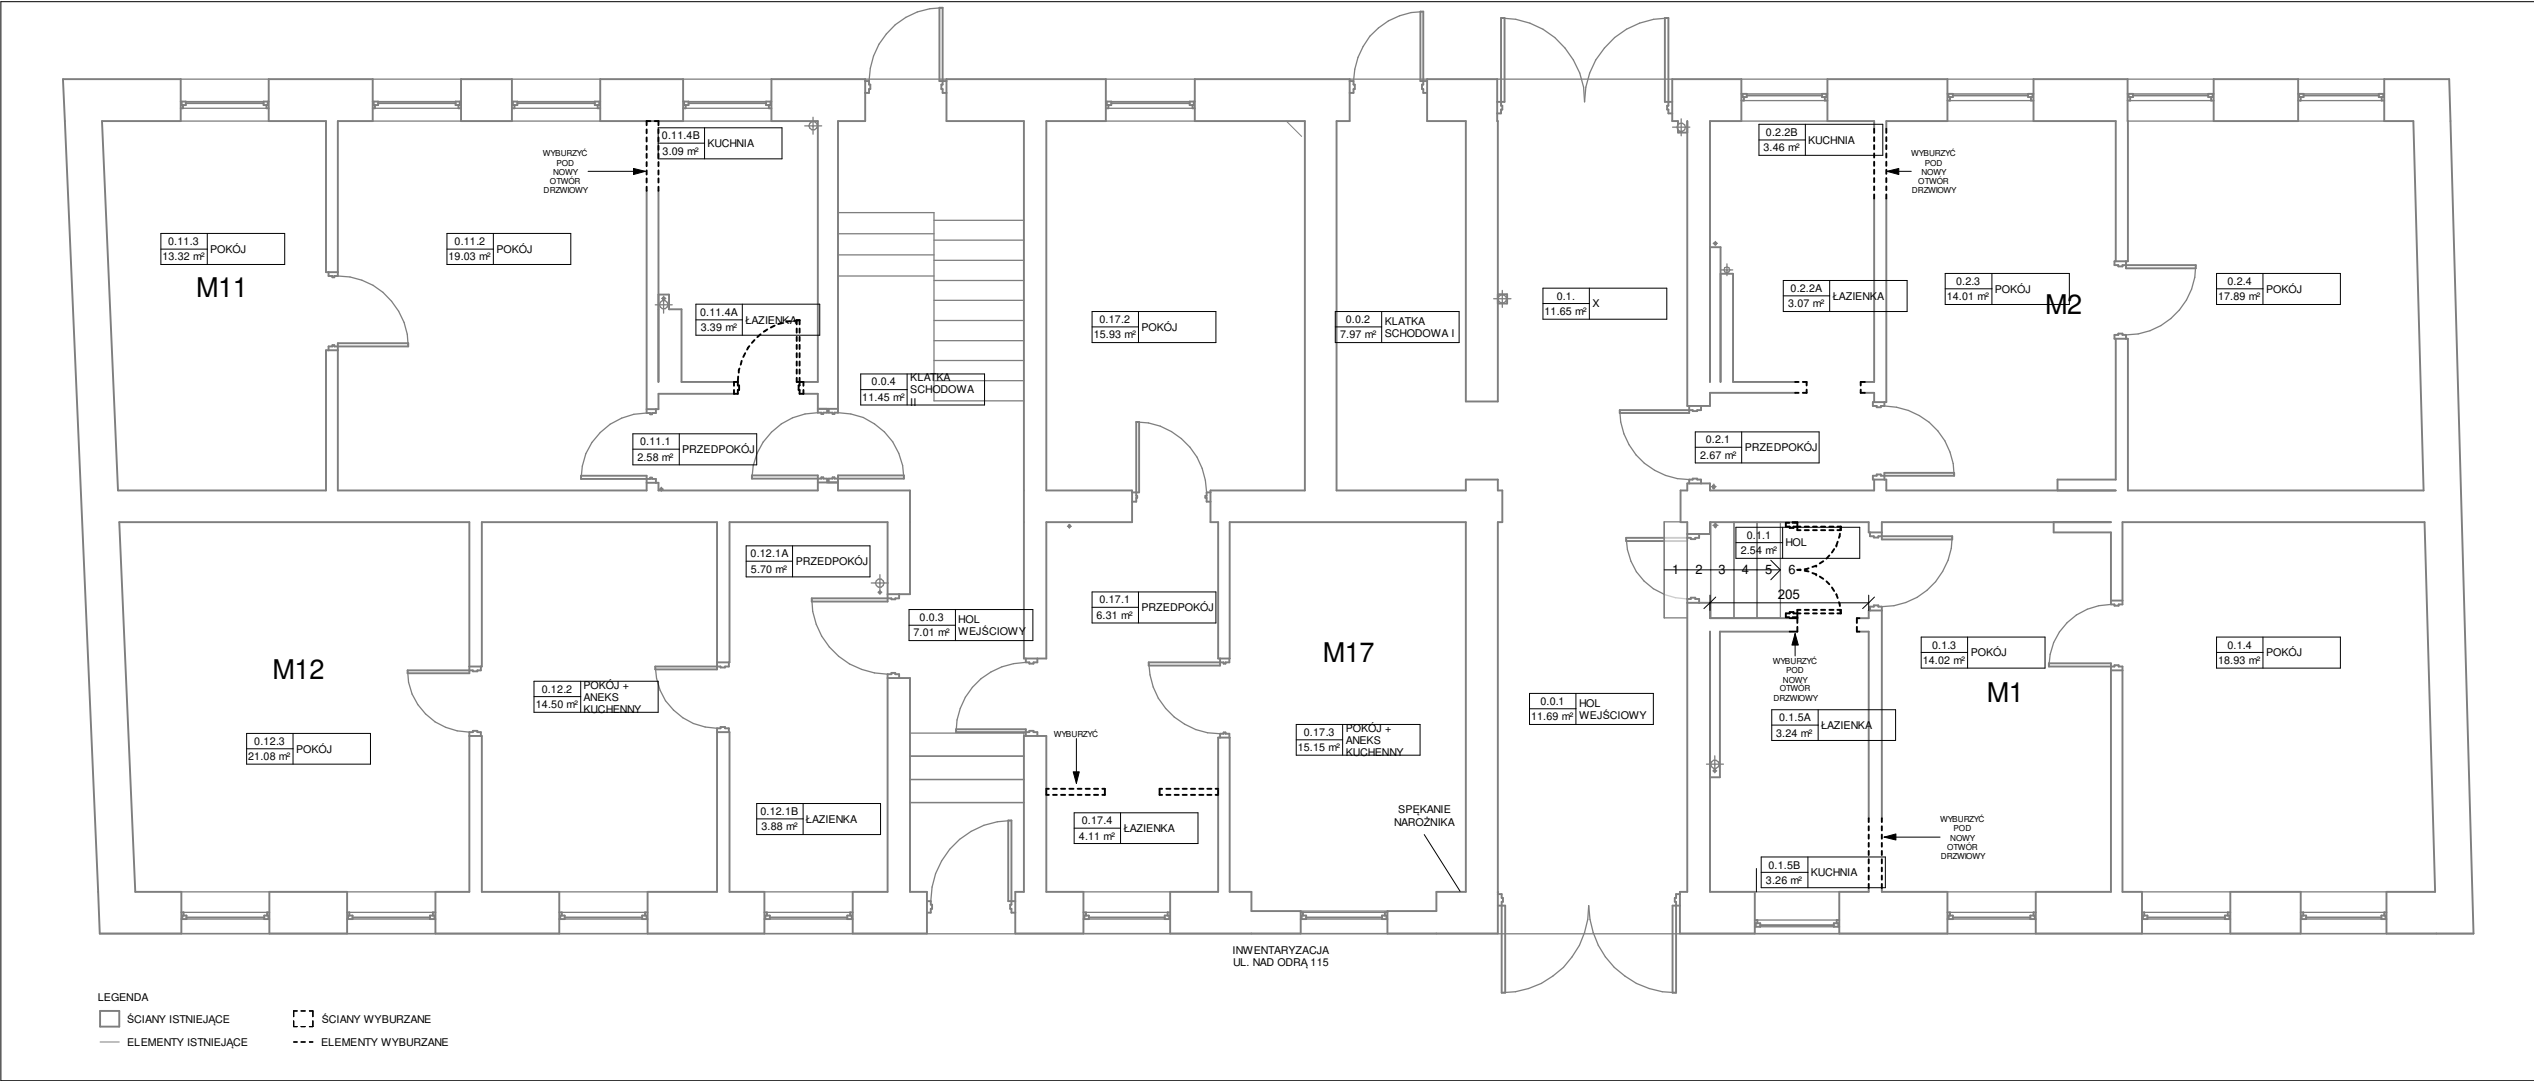 0.11.4B
3.09 m²
KUCHNIA
WYBURZYĆ
POD
NOWY
OTWÓR
DRZWIOWY
0.2.2B
3.46 m²
KUCHNIA
WYBURZYĆ
POD
NOWY
OTWÓR
DRZWIOWY
0.11.3
13.32 m²
POKÓJ
M11
0.11.2
19.03 m²
POKÓJ
0.11.4A
3.39 m²
ŁAZIENKA
0.17.2
15.93 m²
POKÓJ
0.0.2
7.97 m²
KLATKA
SCHODOWA I
0.1.
11.65 m²
X
0.2.2A
3.07 m²
ŁAZIENKA
0.2.3
14.01 m²
POKÓJ
M2
0.2.4
17.89 m²
POKÓJ
0.0.4
11.45 m²
KLATKA
SCHODOWA
II
0.11.1
2.58 m²
PRZEDPOKÓJ
0.2.1
2.67 m²
PRZEDPOKÓJ
0.12.1A
5.70 m²
PRZEDPOKÓJ
0.1.1
2.54 m²
HOL
1 2 3 4 5 6
205
0.17.1
6.31 m²
PRZEDPOKÓJ
0.0.3
7.01 m²
HOL
WEJŚCIOWY
M12
0.12.2
14.50 m²
POKÓJ +
ANEKS
KUCHENNY
0.12.3
21.08 m²
POKÓJ
M17
0.17.3
15.15 m²
POKÓJ +
ANEKS
KUCHENNY
0.0.1
11.69 m²
HOL
WEJŚCIOWY
WYBURZYĆ
POD
NOWY
OTWÓR
DRZWIOWY
0.1.3
14.02 m²
POKÓJ
M1
0.1.4
18.93 m²
POKÓJ
0.1.5A
3.24 m²
ŁAZIENKA
WYBURZYĆ
0.12.1B
3.88 m²
ŁAZIENKA
0.17.4
4.11 m²
ŁAZIENKA
SPĘKANIE
NAROŻNIKA
WYBURZYĆ
POD
NOWY
OTWÓR
DRZWIOWY
0.1.5B
3.26 m²
KUCHNIA
INWENTARYZACJA
UL. NAD ODRĄ 115
LEGENDA
ŚCIANY ISTNIEJĄCE
ŚCIANY WYBURZANE
ELEMENTY ISTNIEJĄCE
ELEMENTY WYBURZANE